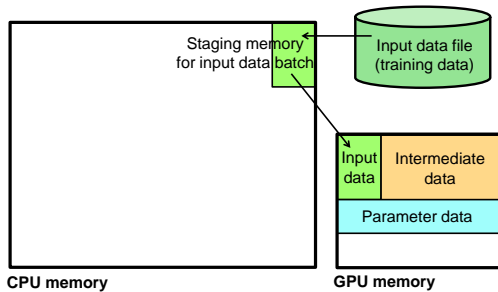 Staging memory
for input data batch
Input data file
(training data)
Input
data
Intermediate
data
Parameter data
CPU memory
GPU memory